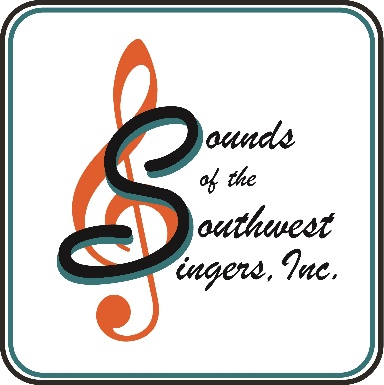 Sounds
of the
Southwest
Singers, Inc.